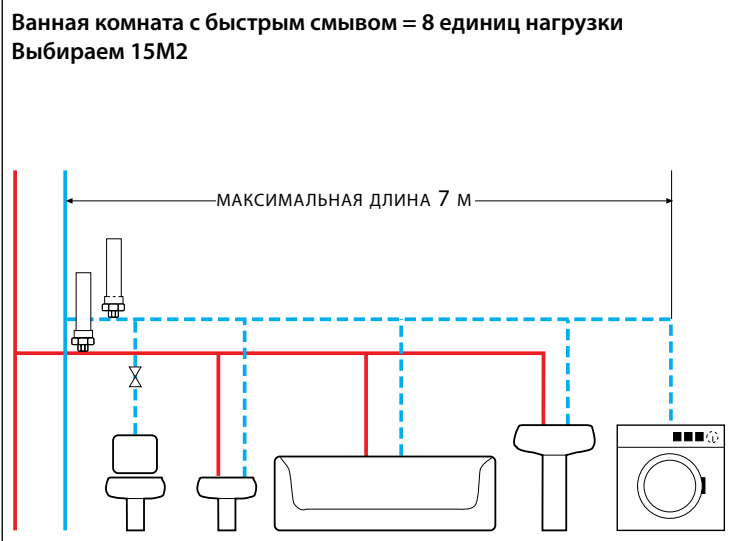 Ванная комната с быстрым смывом = 8 единиц нагрузки
Выбираем 15М2
МАКСИМАЛЬНАЯ ДЛИНА 7 М